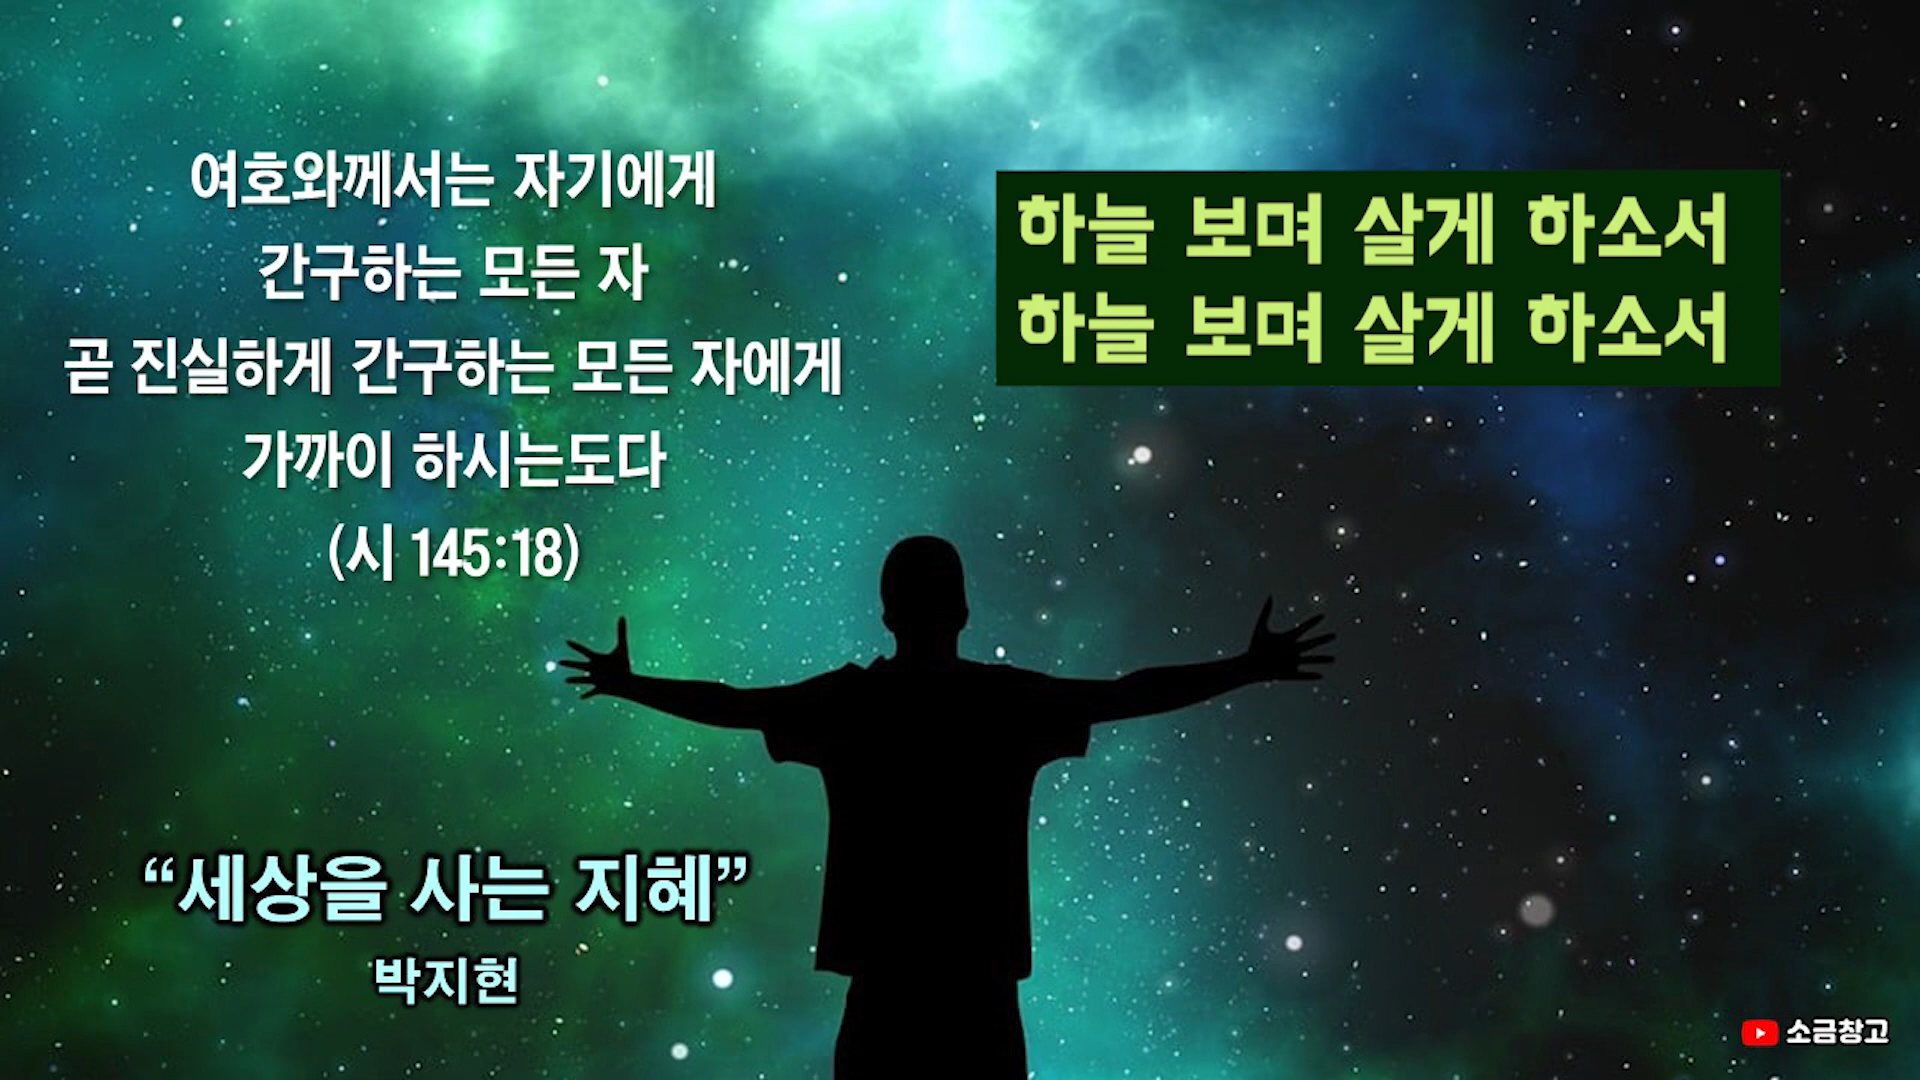 여호와께서는 자기에게
간구하는 모든 자
곧 진실하게 간구하는 모든 자에게
가까이 하시는도다
(시 145:18)
하늘 보며 살게 하소서
하늘 보며 살게 하소서
“세상을 사는 지혜”
박지현
소금창고